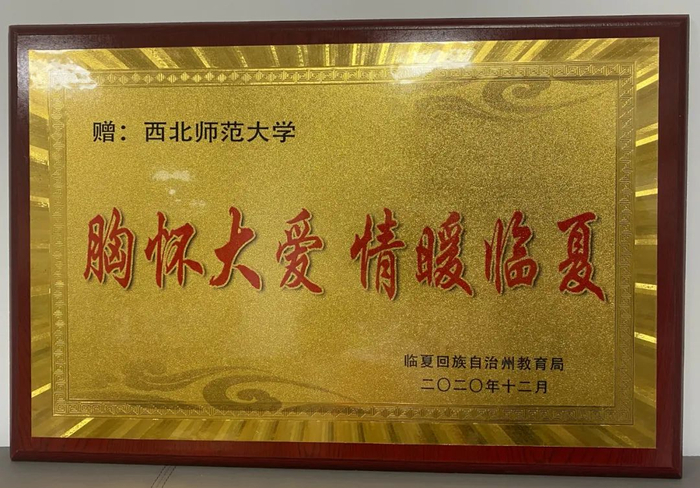 赠：西北师范大学
胸怀大爱 情暖临夏
临夏回族自治州教育局
二〇二〇年十二月